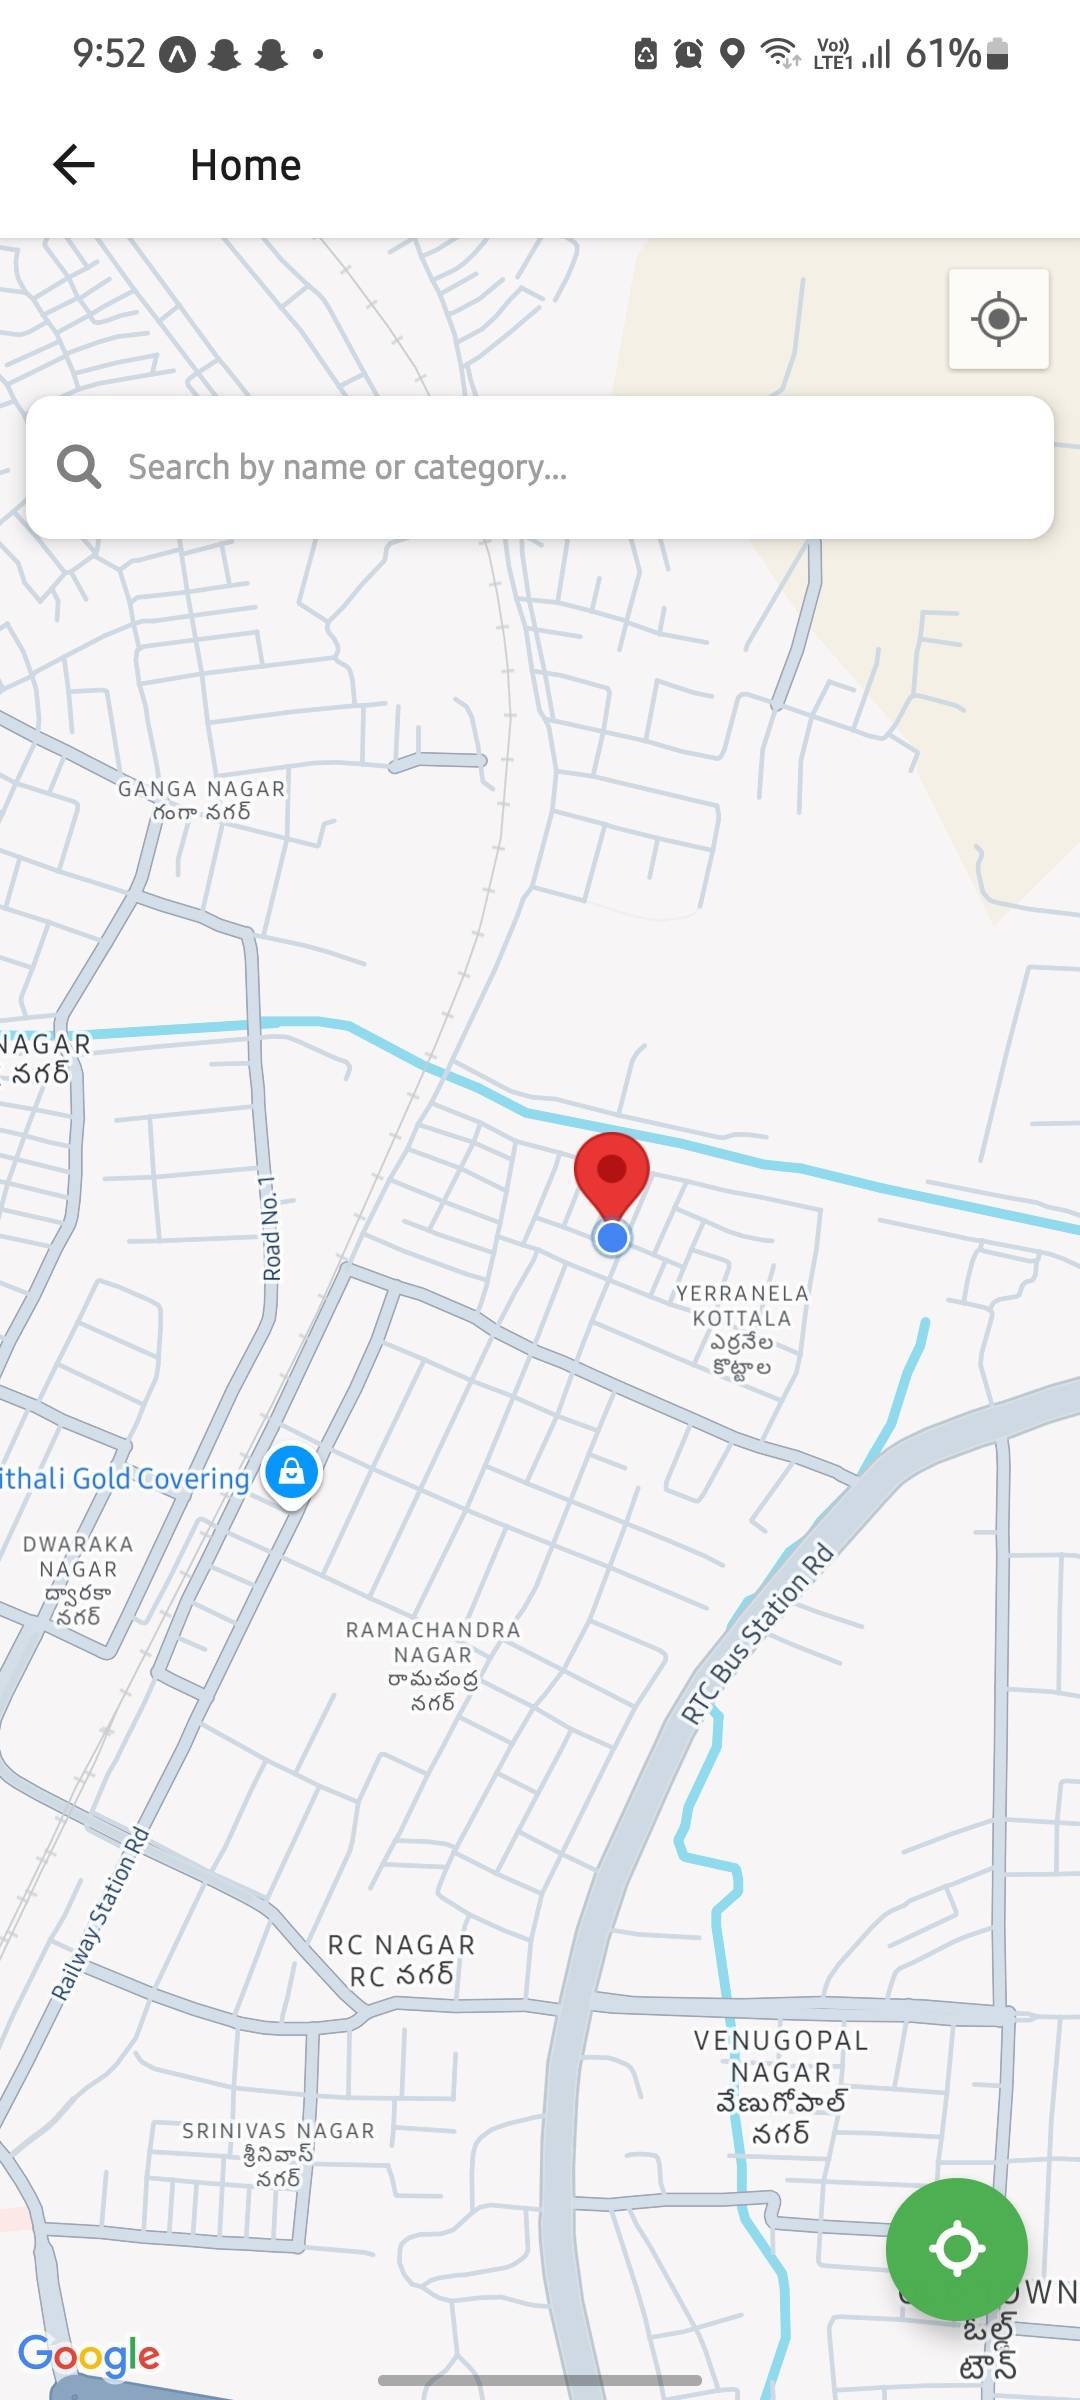 9:52
Vo))
LTE1
61%
Home
Search by name or category...
GANGA NAGAR
గంగా నగర్
NAGAR
నగర్
Road No. 1
YERRANELA
KOTTALA
ఎర్రనేల
కొట్టాల
ithali Gold Covering
DWARAKA
NAGAR
ద్వారకా
నగర్
RTC Bus Station Rd
RAMACHANDRA
NAGAR
రామచంద్ర
నగర్
Railway Station Rd
RC NAGAR
RC నగర్
VENUGOPAL
NAGAR
వేణుగోపాల్
నగర్
SRINIVAS NAGAR
శ్రీనివాస్
నగర్
OWN
ఓల్డ్
టౌన్
Google